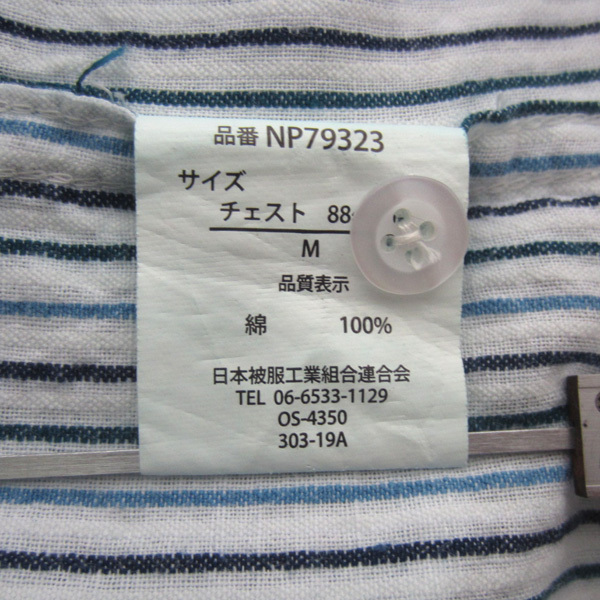 品番 NP79323
サイズ
チェスト 88
M
品質表示
綿 100%
日本被服工業組合連合会
TEL 06-6533-1129
OS-4350
303-19A